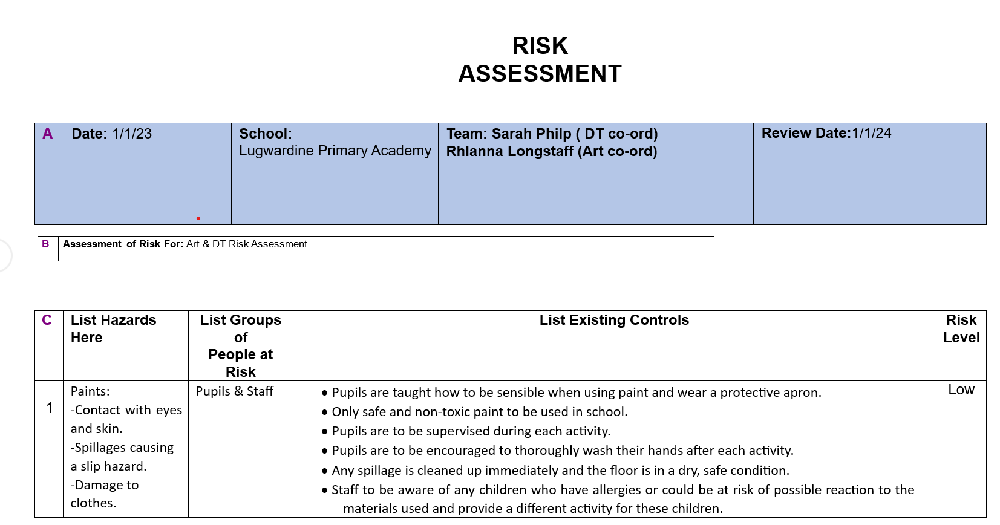 RISK
ASSESSMENT
A
Date: 1/1/23
School:
Lugwardine Primary Academy
Team: Sarah Philp ( DT co-ord)
Rhianna Longstaff (Art co-ord)
Review Date:1/1/24
B
Assessment of Risk For: Art & DT Risk Assessment
C
List Hazards
Here
List Groups
of
People at
Risk
List Existing Controls
Risk
Level
1
Paints:
-Contact with eyes
and skin.
-Spillages causing
a slip hazard.
-Damage to
clothes.
Pupils & Staff
• Pupils are taught how to be sensible when using paint and wear a protective apron.
• Only safe and non-toxic paint to be used in school.
• Pupils are to be supervised during each activity.
• Pupils are to be encouraged to thoroughly wash their hands after each activity.
• Any spillage is cleaned up immediately and the floor is in a dry, safe condition.
• Staff to be aware of any children who have allergies or could be at risk of possible reaction to the
materials used and provide a different activity for these children.
Low